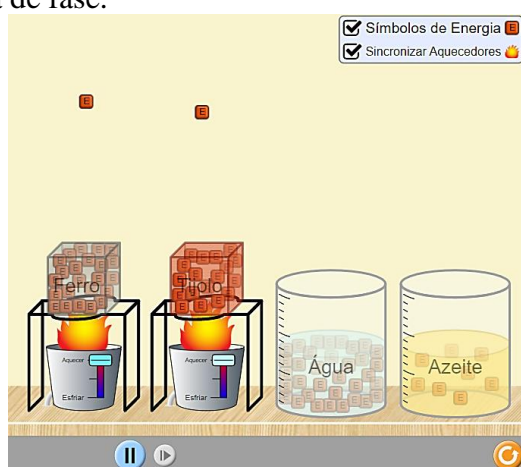 de fase.
Símbolos de Energia E
Sincronizar Aquecedores
E
E
Ferro
Tijolo
Água
Azeite
Aquecer
Esfriar
Aquecer
Esfriar